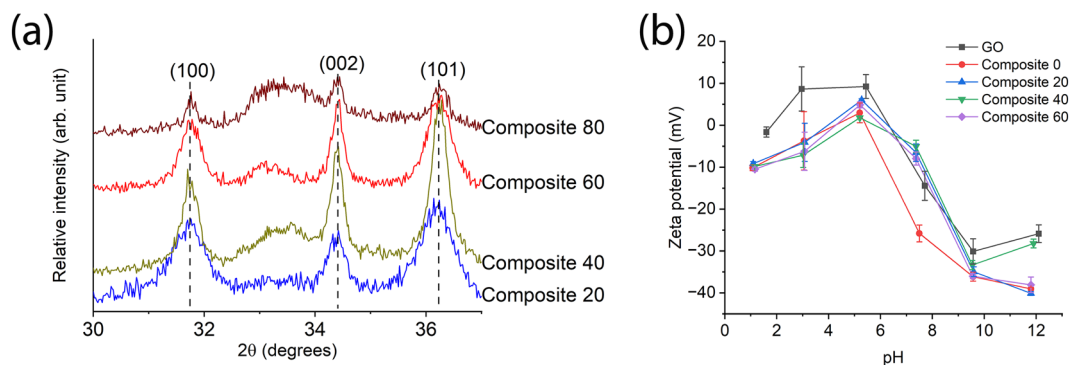 (a)
(100)
(002)
(101)
Composite 80
Composite 60
Composite 40
Composite 20
Relative intensity (arb. unit)
30
32
34
36
2θ (degrees)
(b)
GO
Composite 0
Composite 20
Composite 40
Composite 60
20
10
0
−10
−20
−30
−40
Zeta potential (mV)
0
2
4
6
8
10
12
pH